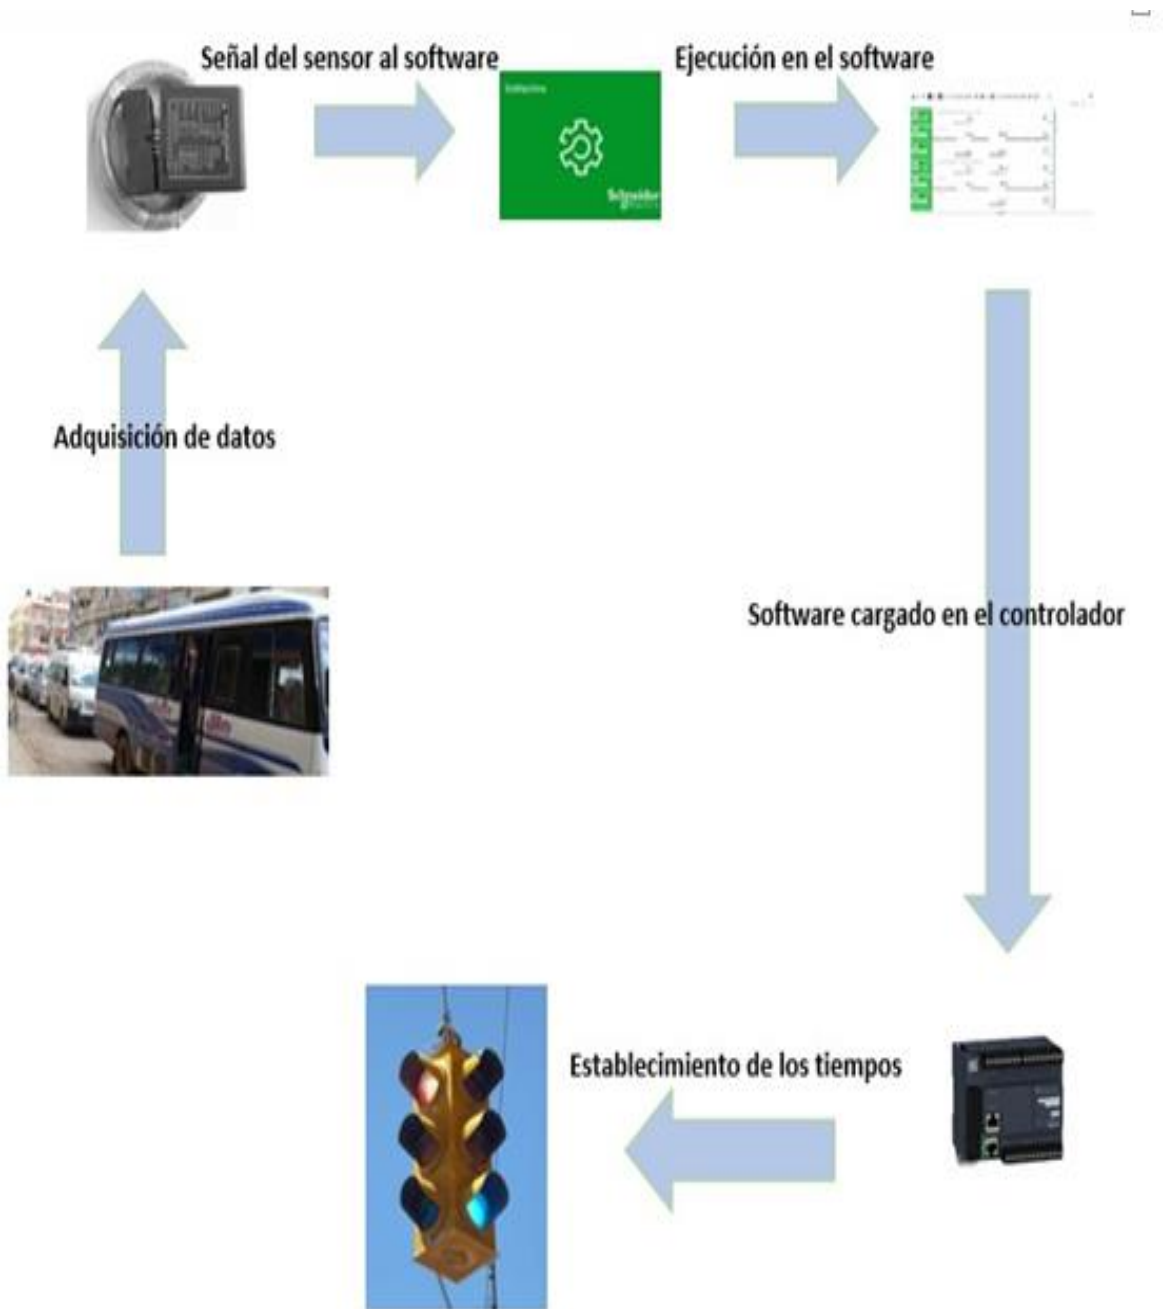 Señal del sensor al software
Ejecución en el software
Schneider
Adquisición de datos
Software cargado en el controlador
Establecimiento de los tiempos